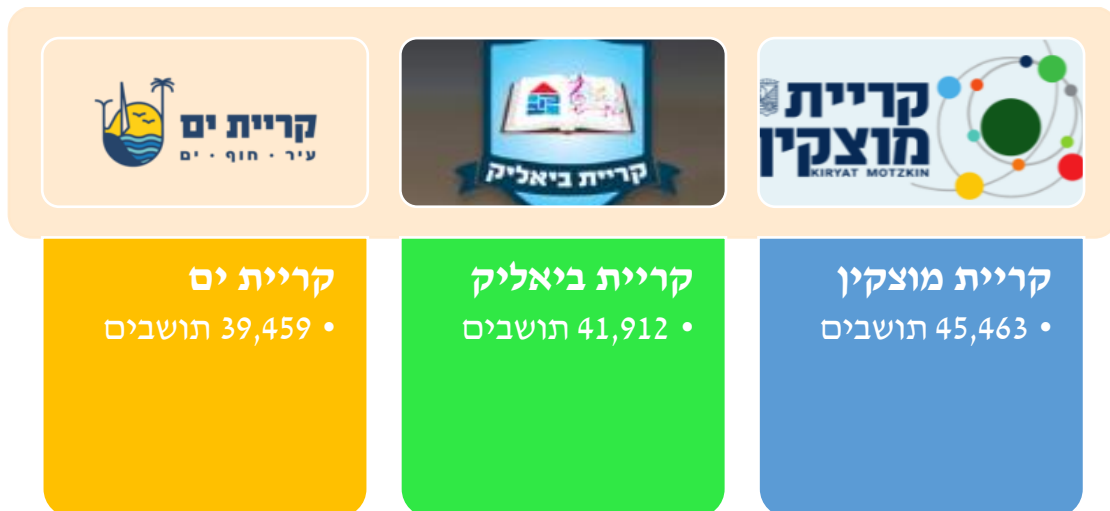 קריית
מוצקין
KIRYAT MOTZKIN
קריית ביאליק
קריית ים
עיר · חוף · ים
קריית מוצקין
• 45,463 תושבים
קריית ביאליק
• 41,912 תושבים
קריית ים
• 39,459 תושבים